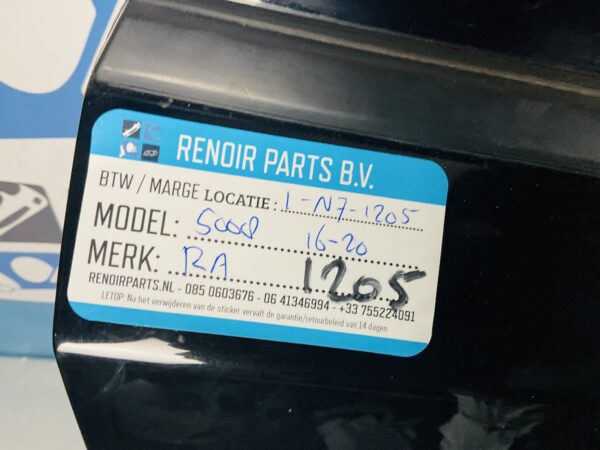 RENOIR PARTS B.V.
BTW / MARGE LOCATIE: 1-N7-1205
MODEL: 5008 16-20
MERK: RA 1205
RENOIRPARTS.NL - 085 0603676 - 06 41346994 - +33 755224091
LETOP: Na het verwijderen van de sticker vervalt de garantie/retourbeleid van 14 dagen